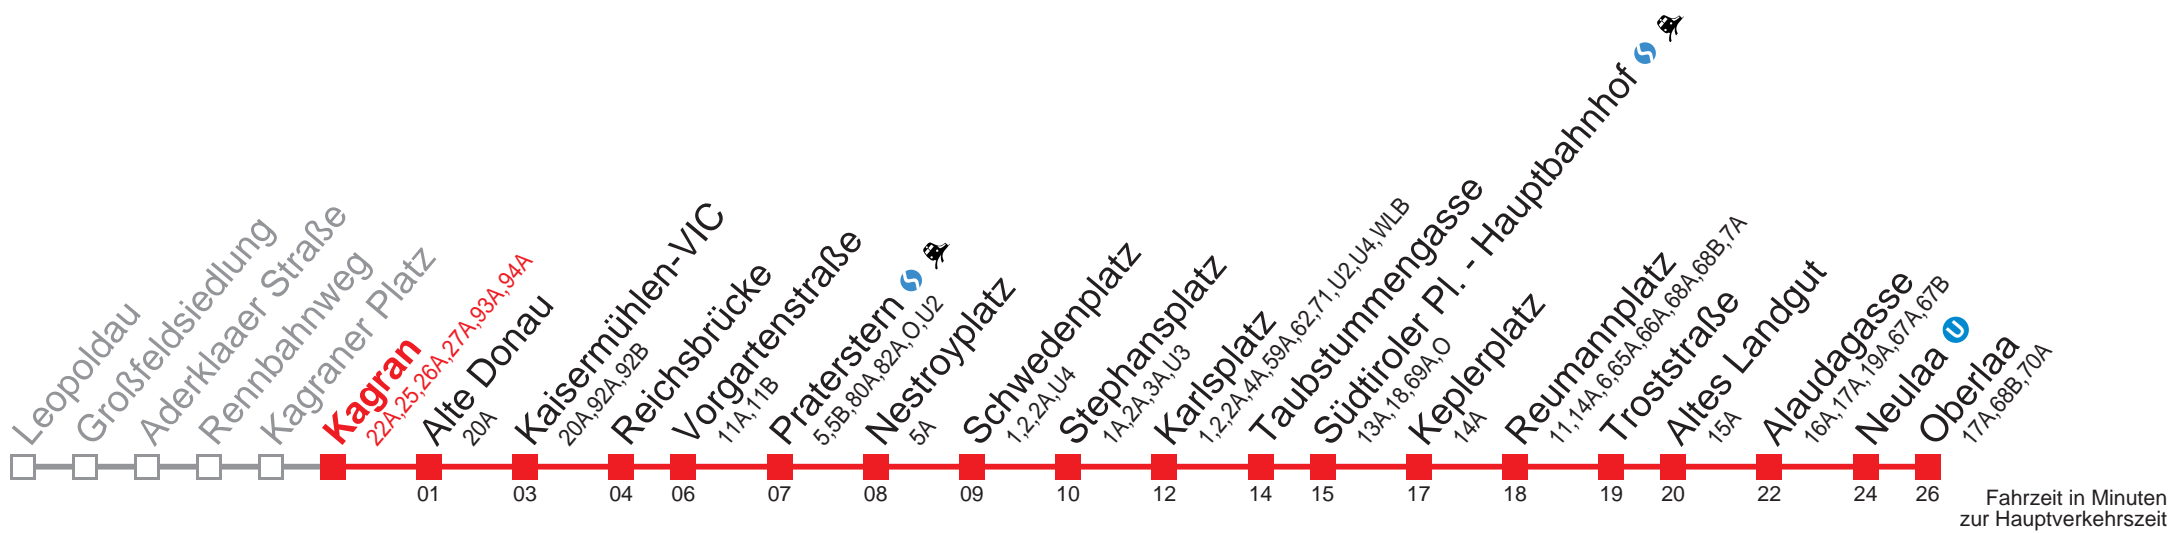 Leopoldau
Großfeldsiedlung
Aderklaaer Straße
Rennbahnweg
Kagraner Platz
Kagran
22A,25,26A,27A,93A,94A
Alte Donau
20A
01
Kaisermühlen-VIC
20A,92A,92B
03
Reichsbrücke
04
Vorgartenstraße
11A,11B
06
Praterstern
5,5B,80A,82A,O,U2
07
Nestroyplatz
5A
08
Schwedenplatz
1,2,2A,U4
09
Stephansplatz
1A,2A,3A,U3
10
Karlsplatz
1,2,2A,4A,59A,62,71,U2,U4,WLB
12
Taubstummengasse
14
Südtiroler Pl. - Hauptbahnhof
13A,18,69A,O
15
Keplerplatz
14A
17
Reumannplatz
11,14A,6,65A,66A,68A,68B,7A
18
Troststraße
19
Altes Landgut
15A
20
Alaudagasse
16A,17A,19A,67A,67B
22
Neulaa U
24
Oberlaa
17A,68B,70A
26
Fahrzeit in Minuten
zur Hauptverkehrszeit